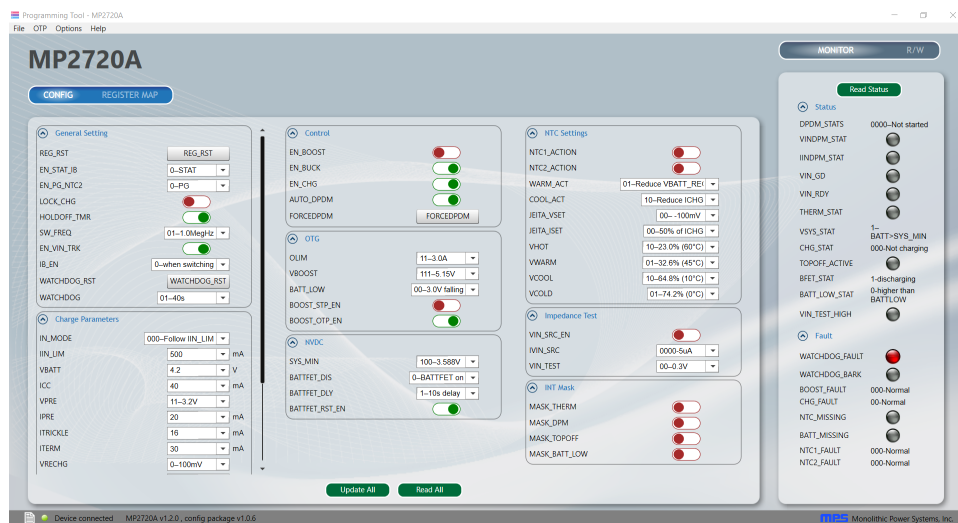 Programming Tool - MP2720A
File OTP Options Help
MP2720A
MONITOR R/W
CONFIG REGISTER MAP
General Setting
REG_RST REG_RST
EN_STAT_IB 0–STAT
EN_PG_NTC2 0–PG
LOCK_CHG
HOLDOFF_TMR
SW_FREQ 01–1.0MegHz
EN_VIN_TRK
IB_EN 0–when switching
WATCHDOG_RST WATCHDOG_RST
WATCHDOG 01–40s
Charge Parameters
IN_MODE 000–Follow IIN_LIM
IIN_LIM 500 mA
VBATT 4.2 V
ICC 40 mA
VPRE 11–3.2V
IPRE 20 mA
ITRICKLE 16 mA
ITERM 30 mA
VRECHG 0–100mV
Control
EN_BOOST
EN_BUCK
EN_CHG
AUTO_DPDM
FORCEDPDM FORCEDPDM
OTG
OLIM 11–3.0A
VBOOST 111–5.15V
BATT_LOW 00–3.0V falling
BOOST_STP_EN
BOOST_OTP_EN
NVDC
SYS_MIN 100–3.588V
BATTFET_DIS 0–BATTFET on
BATTFET_DLY 1–10s delay
BATTFET_RST_EN
NTC Settings
NTC1_ACTION
NTC2_ACTION
WARM_ACT 01–Reduce VBATT_RE(
COOL_ACT 10–Reduce ICHG
JEITA_VSET 00– -100mV
JEITA_ISET 00–50% of ICHG
VHOT 10–23.0% (60°C)
VWARM 01–32.6% (45°C)
VCOOL 10–64.8% (10°C)
VCOLD 01–74.2% (0°C)
Impedance Test
VIN_SRC_EN
IVIN_SRC 0000-5uA
VIN_TEST 00–0.3V
INT Mask
MASK_THERM
MASK_DPM
MASK_TOPOFF
MASK_BATT_LOW
Update All Read All
Read Status
Status
DPDM_STATS 0000–Not started
VINDPM_STAT
IINDPM_STAT
VIN_GD
VIN_RDY
THERM_STAT
VSYS_STAT 1–
BATT>SYS_MIN
CHG_STAT 000-Not charging
TOPOFF_ACTIVE
BFET_STAT 1-discharging
BATT_LOW_STAT 0-higher than
BATTLOW
VIN_TEST_HIGH
Fault
WATCHDOG_FAULT
WATCHDOG_BARK
BOOST_FAULT 000-Normal
CHG_FAULT 00-Normal
NTC_MISSING
BATT_MISSING
NTC1_FAULT 000-Normal
NTC2_FAULT 000-Normal
Device connected MP2720A v1.2.0 , config package v1.0.6
mps Monolithic Power Systems, Inc.